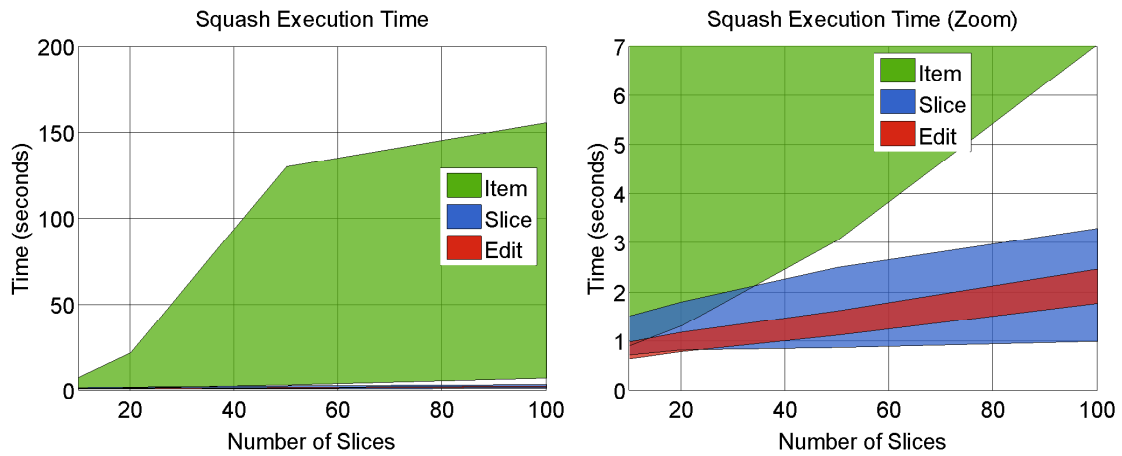 Squash Execution Time
200
150
100
50
0
20
40
60
80
100
Time (seconds)
Number of Slices
Item
Slice
Edit
Squash Execution Time (Zoom)
7
6
5
4
3
2
1
0
20
40
60
80
100
Time (seconds)
Number of Slices
Item
Slice
Edit